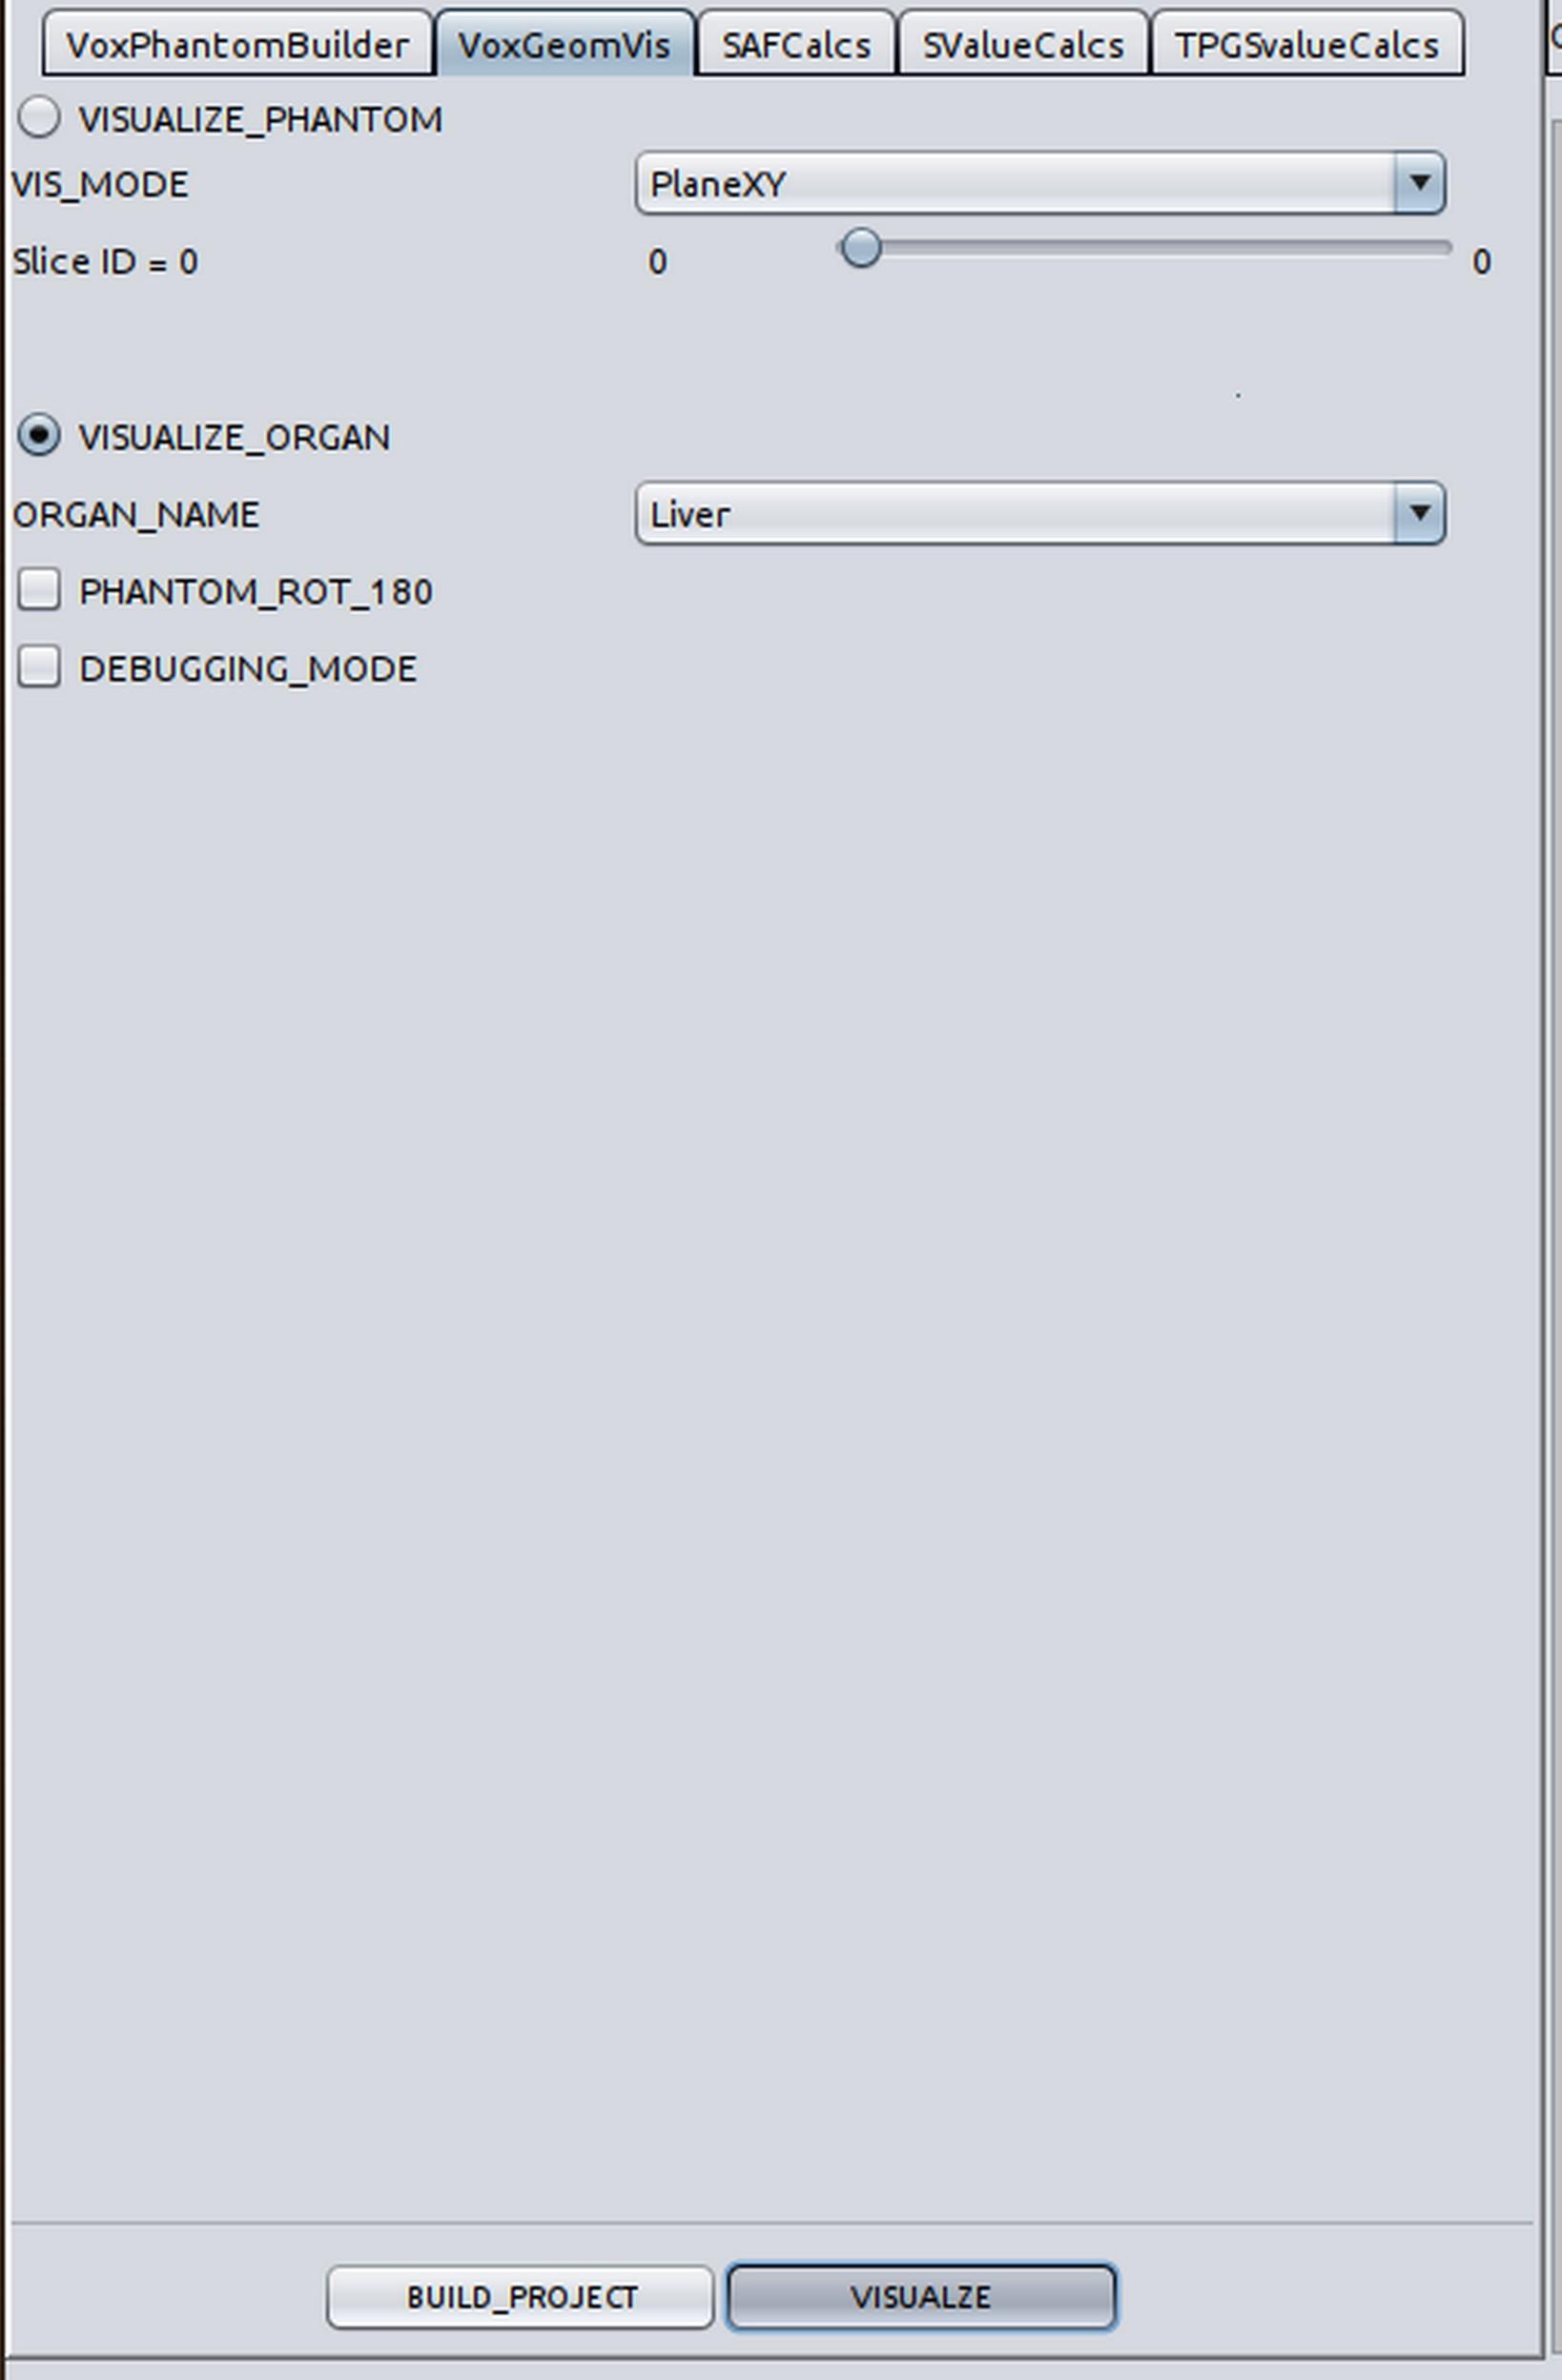 VoxPhantomBuilder VoxGeomVis SAFCalcs SValueCalcs TPGSvalueCalcs
VISUALIZE_PHANTOM
VIS_MODE PlaneXY
Slice ID = 0 0 0
VISUALIZE_ORGAN
ORGAN_NAME Liver
PHANTOM_ROT_180
DEBUGGING_MODE
BUILD_PROJECT VISUALZE